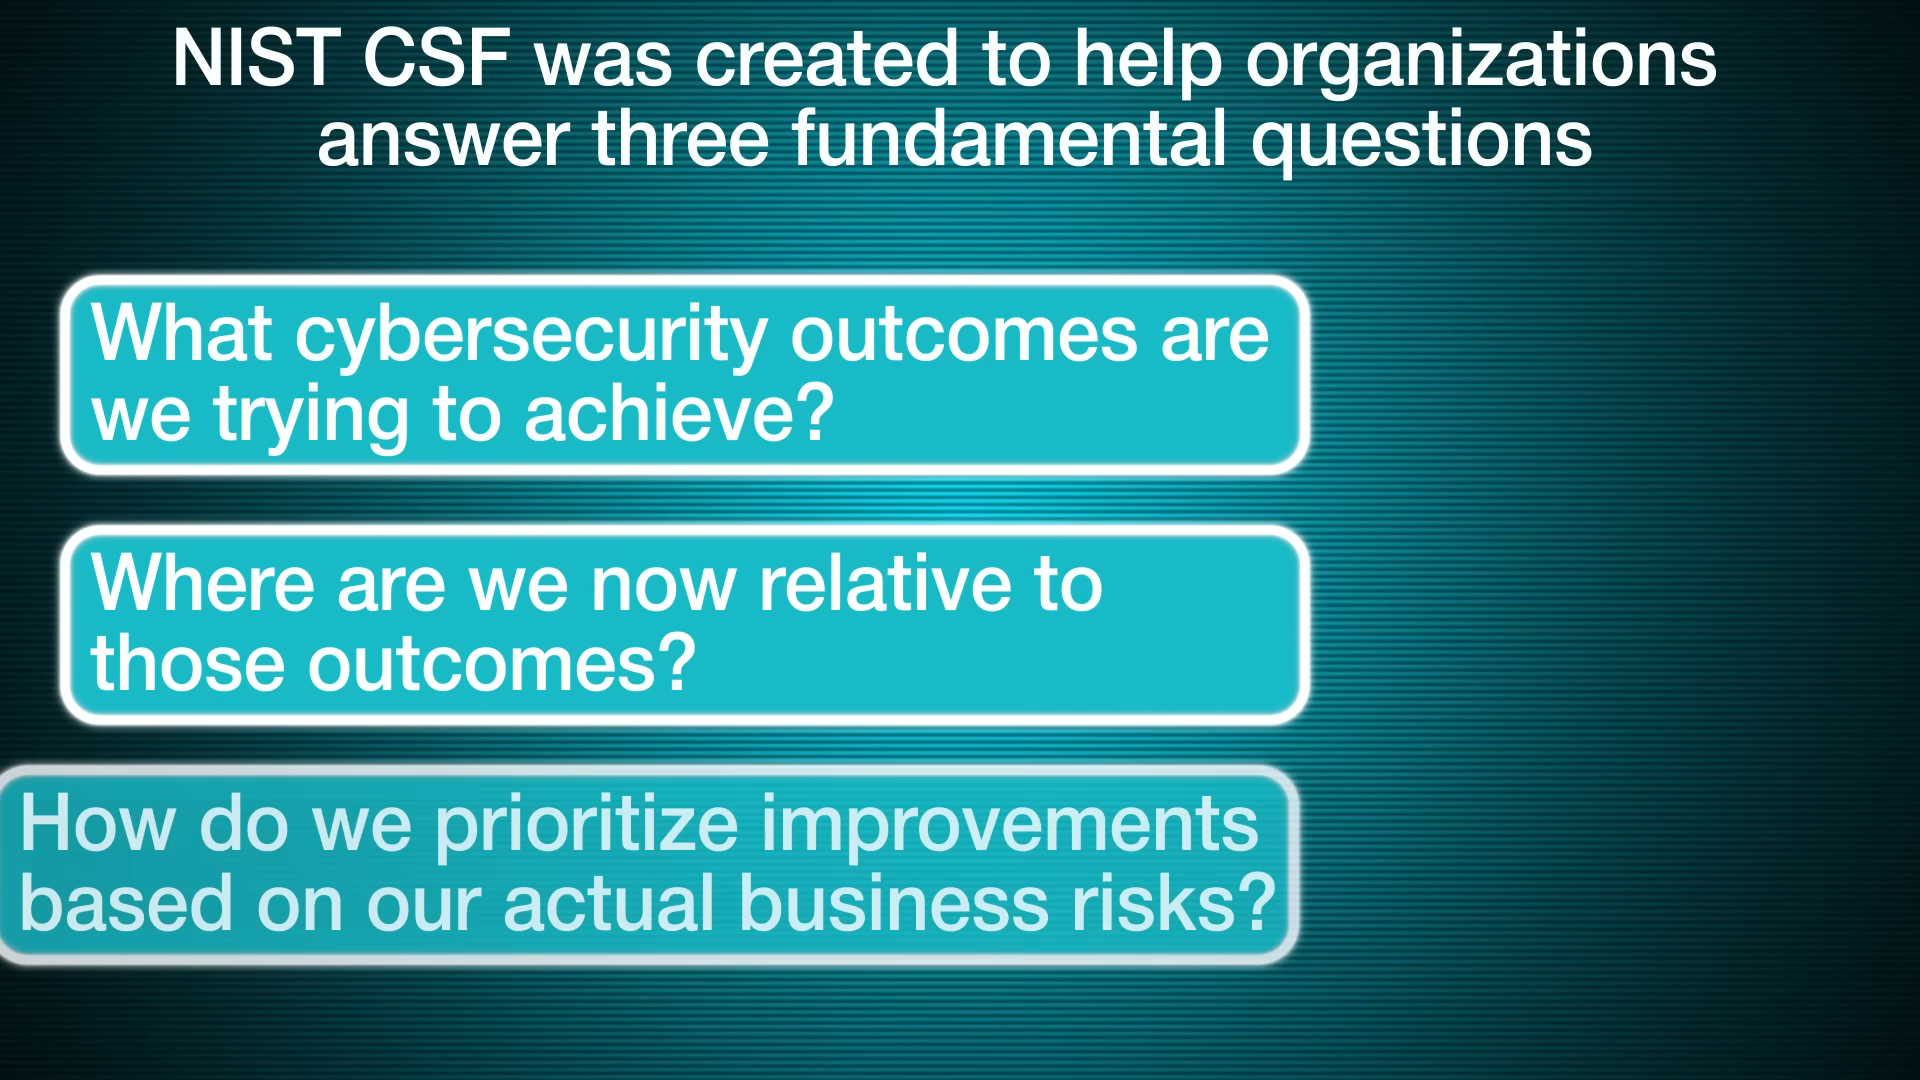 NIST CSF was created to help organizations
answer three fundamental questions
What cybersecurity outcomes are
we trying to achieve?
Where are we now relative to
those outcomes?
How do we prioritize improvements
based on our actual business risks?